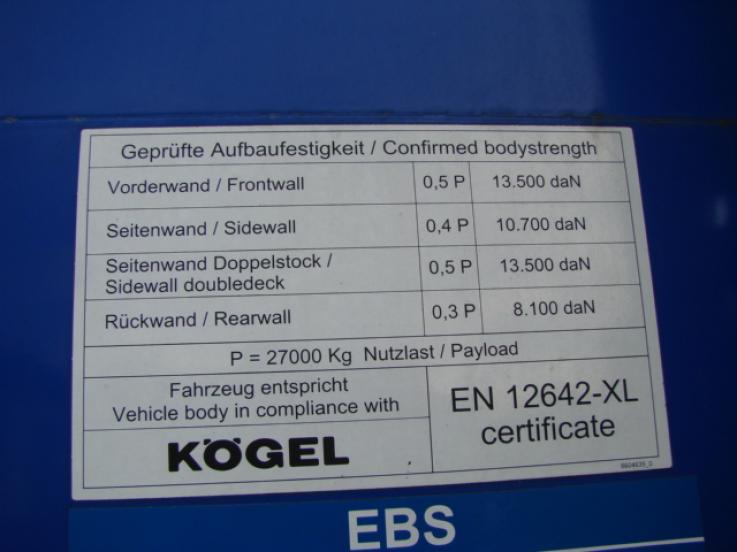 Geprüfte Aufbaufestigkeit / Confirmed bodystrength
Vorderwand / Frontwall 0,5 P 13.500 daN
Seitenwand / Sidewall 0,4 P 10.700 daN
Seitenwand Doppelstock /
Sidewall doubledeck 0,5 P 13.500 daN
Rückwand / Rearwall 0,3 P 8.100 daN
P = 27000 Kg Nutzlast / Payload
Fahrzeug entspricht
Vehicle body in compliance with
KÖGEL
EN 12642-XL
certificate
EBS